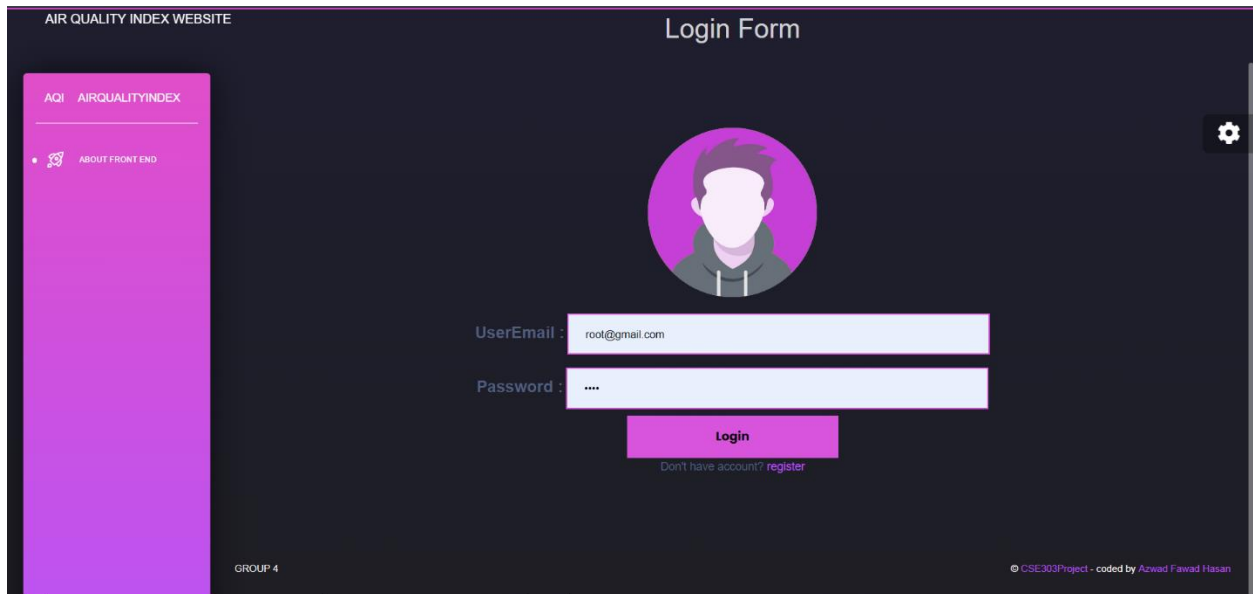 AIR QUALITY INDEX WEBSITE
Login Form
AQI AIRQUALITYINDEX
ABOUT FRONT END
UserEmail :
root@gmail.com
Password :
••••
Login
Don't have account? register
GROUP 4
© CSE303Project - coded by Azwad Fawad Hasan